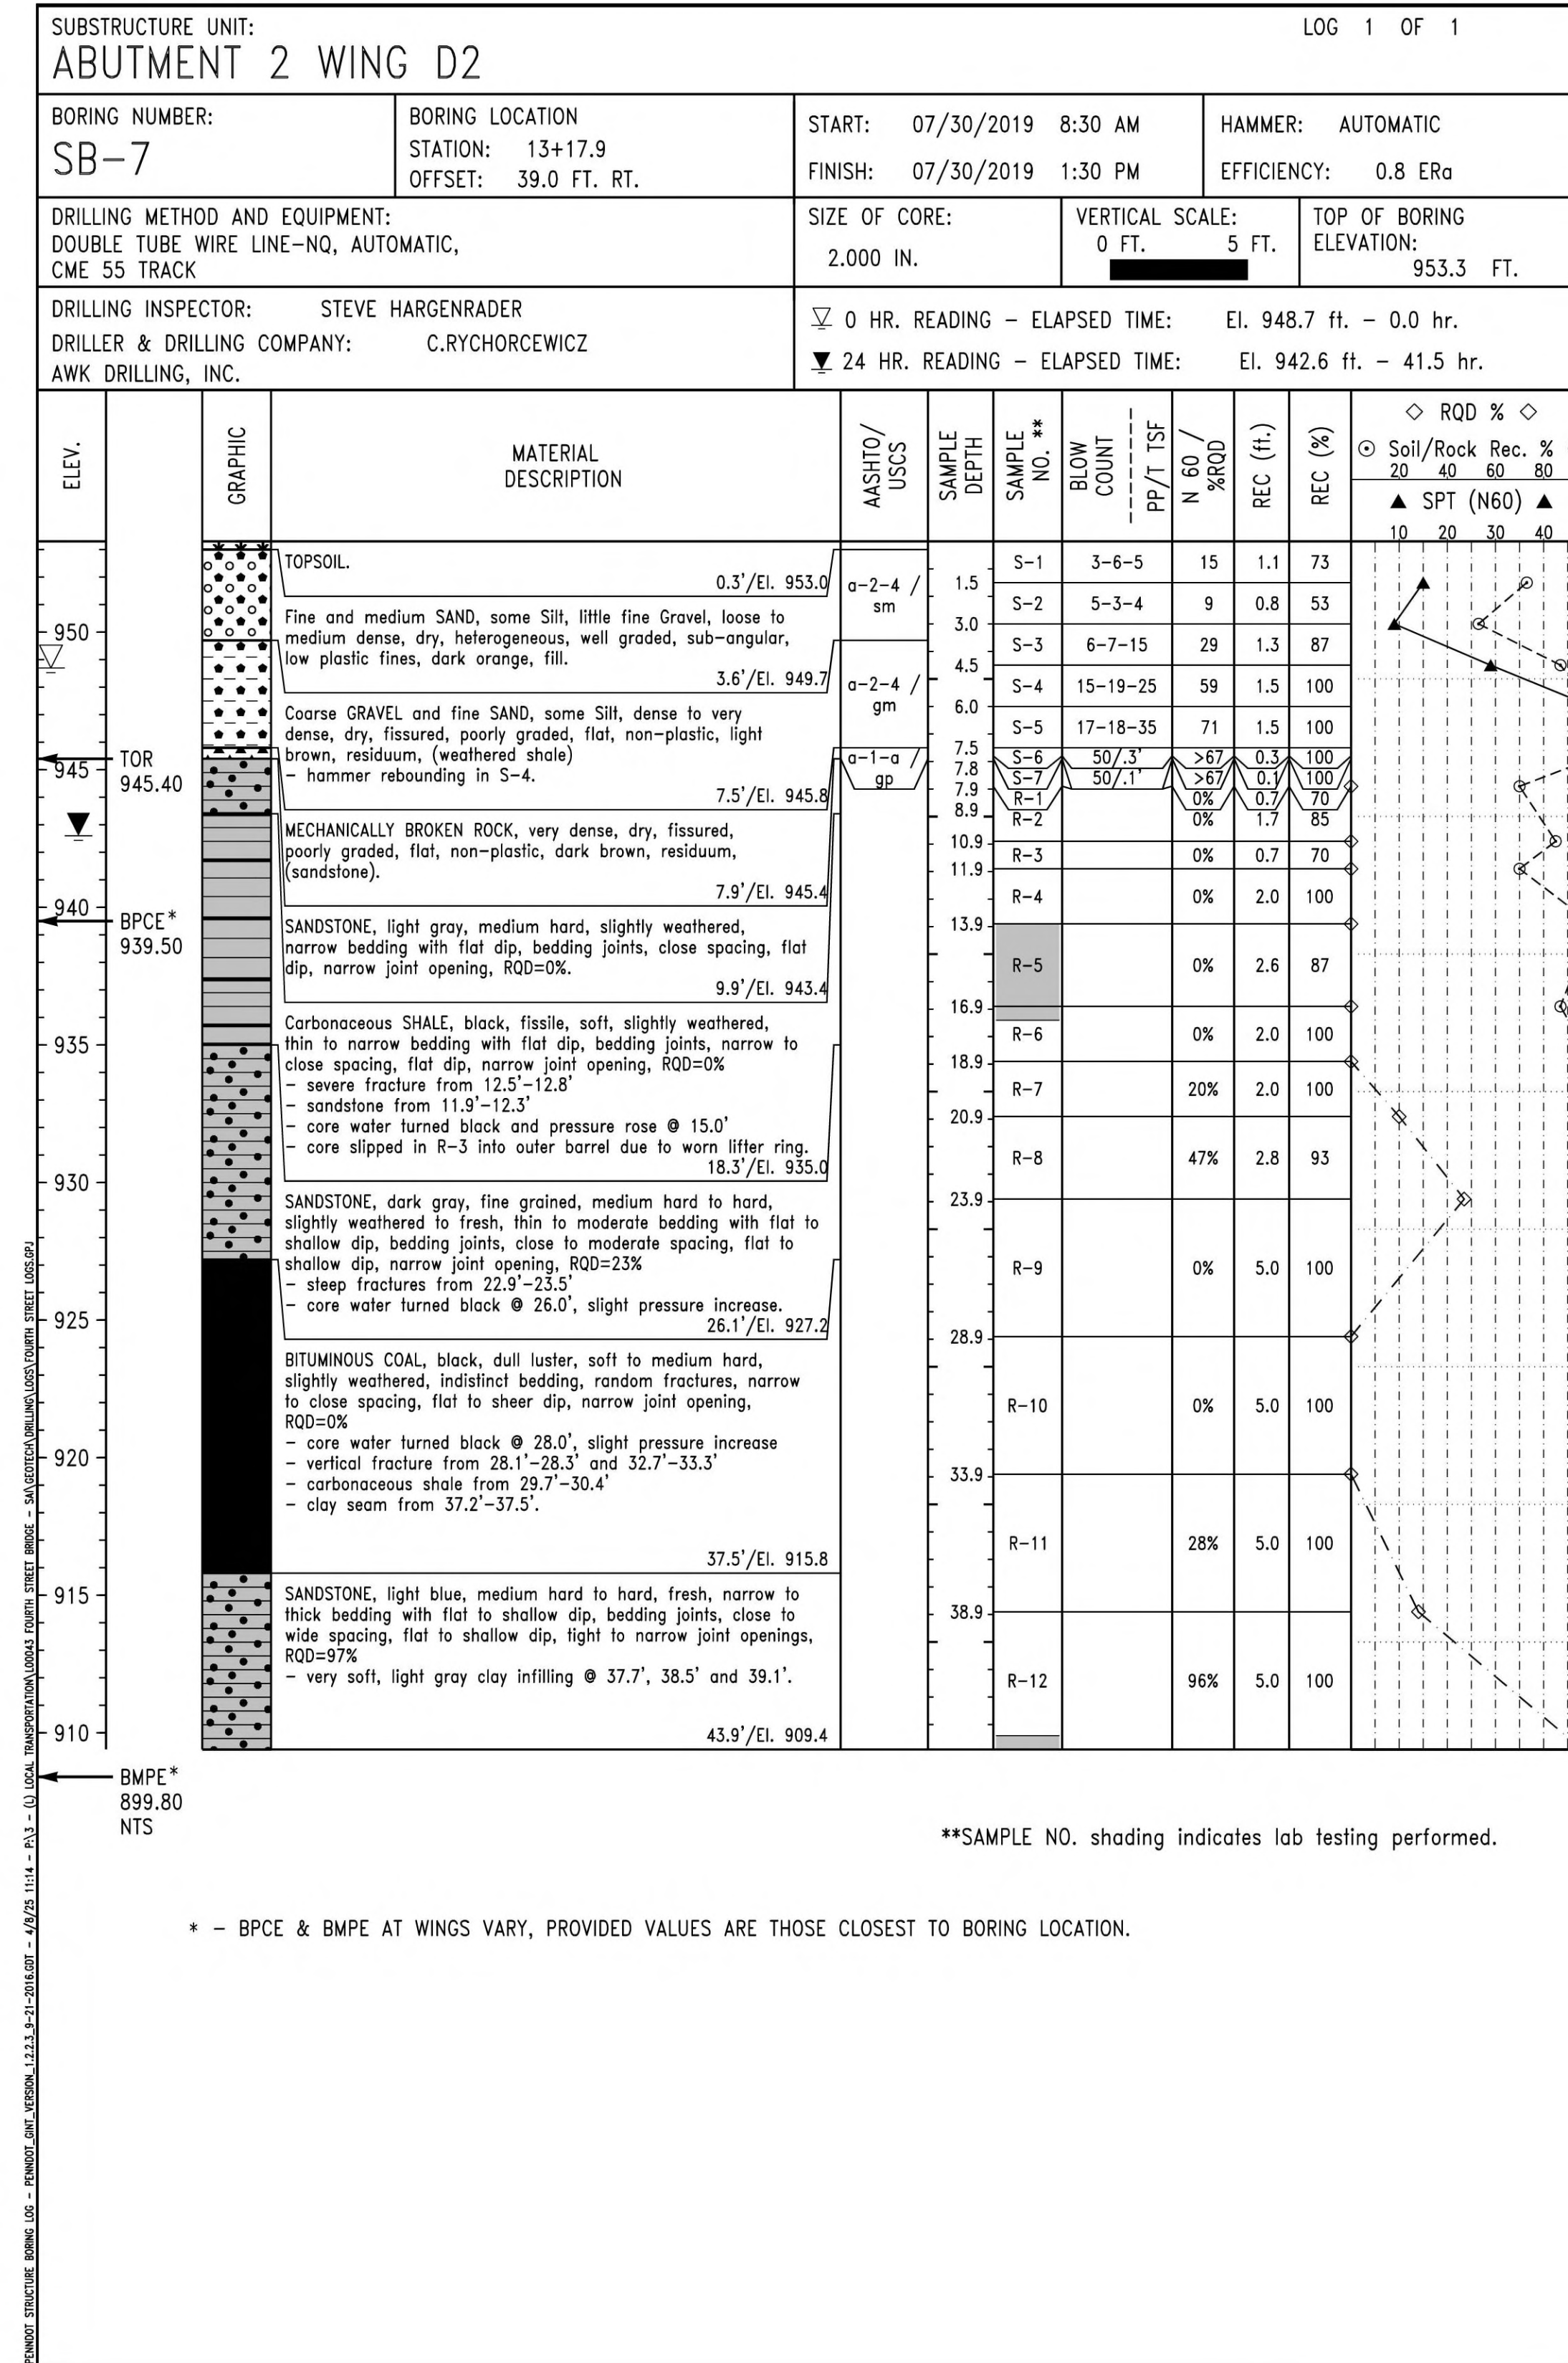 SUBSTRUCTURE UNIT:
ABUTMENT 2 WING D2
LOG 1 OF 1
BORING NUMBER:
SB-7
BORING LOCATION
STATION: 13+17.9
OFFSET: 39.0 FT. RT.
START: 07/30/2019 8:30 AM
FINISH: 07/30/2019 1:30 PM
HAMMER: AUTOMATIC
EFFICIENCY: 0.8 ERa
DRILLING METHOD AND EQUIPMENT:
DOUBLE TUBE WIRE LINE-NQ, AUTOMATIC,
CME 55 TRACK
SIZE OF CORE:
2.000 IN.
VERTICAL SCALE:
0 FT. 5 FT.
TOP OF BORING
ELEVATION:
953.3 FT.
DRILLING INSPECTOR: STEVE HARGENRADER
DRILLER & DRILLING COMPANY: C.RYCHORCEWICZ
AWK DRILLING, INC.
0 HR. READING - ELAPSED TIME: El. 948.7 ft. - 0.0 hr.
24 HR. READING - ELAPSED TIME: El. 942.6 ft. - 41.5 hr.
ELEV.
GRAPHIC
MATERIAL
DESCRIPTION
AASHTO/
USCS
SAMPLE
DEPTH
SAMPLE
NO. **
BLOW
COUNT
PP/T TSF
N 60 /
%RQD
REC (ft.)
REC (%)
◇ RQD % ◇
⊙ Soil/Rock Rec. %
20 40 60 80
▲ SPT (N60) ▲
10 20 30 40
950
945
940
935
930
925
920
915
910
TOR
945.40
BPCE*
939.50
BMPE*
899.80
NTS
TOPSOIL.
0.3'/El. 953.0
Fine and medium SAND, some Silt, little fine Gravel, loose to
medium dense, dry, heterogeneous, well graded, sub-angular,
low plastic fines, dark orange, fill.
3.6'/El. 949.7
Coarse GRAVEL and fine SAND, some Silt, dense to very
dense, dry, fissured, poorly graded, flat, non-plastic, light
brown, residuum, (weathered shale)
- hammer rebounding in S-4.
7.5'/El. 945.8
MECHANICALLY BROKEN ROCK, very dense, dry, fissured,
poorly graded, flat, non-plastic, dark brown, residuum,
(sandstone).
7.9'/El. 945.4
SANDSTONE, light gray, medium hard, slightly weathered,
narrow bedding with flat dip, bedding joints, close spacing, flat
dip, narrow joint opening, RQD=0%.
9.9'/El. 943.4
Carbonaceous SHALE, black, fissile, soft, slightly weathered,
thin to narrow bedding with flat dip, bedding joints, narrow to
close spacing, flat dip, narrow joint opening, RQD=0%
- severe fracture from 12.5'-12.8'
- sandstone from 11.9'-12.3'
- core water turned black and pressure rose @ 15.0'
- core slipped in R-3 into outer barrel due to worn lifter ring.
18.3'/El. 935.0
SANDSTONE, dark gray, fine grained, medium hard to hard,
slightly weathered to fresh, thin to moderate bedding with flat to
shallow dip, bedding joints, close to moderate spacing, flat to
shallow dip, narrow joint opening, RQD=23%
- steep fractures from 22.9'-23.5'
- core water turned black @ 26.0', slight pressure increase.
26.1'/El. 927.2
BITUMINOUS COAL, black, dull luster, soft to medium hard,
slightly weathered, indistinct bedding, random fractures, narrow
to close spacing, flat to sheer dip, narrow joint opening,
RQD=0%
- core water turned black @ 28.0', slight pressure increase
- vertical fracture from 28.1'-28.3' and 32.7'-33.3'
- carbonaceous shale from 29.7'-30.4'
- clay seam from 37.2'-37.5'.
37.5'/El. 915.8
SANDSTONE, light blue, medium hard to hard, fresh, narrow to
thick bedding with flat to shallow dip, bedding joints, close to
wide spacing, flat to shallow dip, tight to narrow joint openings,
RQD=97%
- very soft, light gray clay infilling @ 37.7', 38.5' and 39.1'.
43.9'/El. 909.4
a-2-4 /
sm
a-2-4 /
gm
a-1-a /
gp
S-1 3-6-5 15 1.1 73
1.5
S-2 5-3-4 9 0.8 53
3.0
S-3 6-7-15 29 1.3 87
4.5
S-4 15-19-25 59 1.5 100
6.0
S-5 17-18-35 71 1.5 100
7.5
S-6 50/.3' >67 0.3 100
7.8
S-7 50/.1' >67 0.1 100
7.9
R-1 0% 0.7 70
8.9
R-2 0% 1.7 85
10.9
R-3 0% 0.7 70
11.9
R-4 0% 2.0 100
13.9
R-5 0% 2.6 87
16.9
R-6 0% 2.0 100
18.9
R-7 20% 2.0 100
20.9
R-8 47% 2.8 93
23.9
R-9 0% 5.0 100
28.9
R-10 0% 5.0 100
33.9
R-11 28% 5.0 100
38.9
R-12 96% 5.0 100
**SAMPLE NO. shading indicates lab testing performed.
* - BPCE & BMPE AT WINGS VARY, PROVIDED VALUES ARE THOSE CLOSEST TO BORING LOCATION.
PENNDOT STRUCTURE BORING LOG - PENNDOT_GINT_VERSION_1.2.2.3_9-21-2016.GDT - 4/8/25 11:14 - P:\3 - (L) LOCAL TRANSPORTATION\L00043 FOURTH STREET BRIDGE - SA\GEOTECH\DRILLING\LOGS\FOURTH STREET LOGS.GPJ